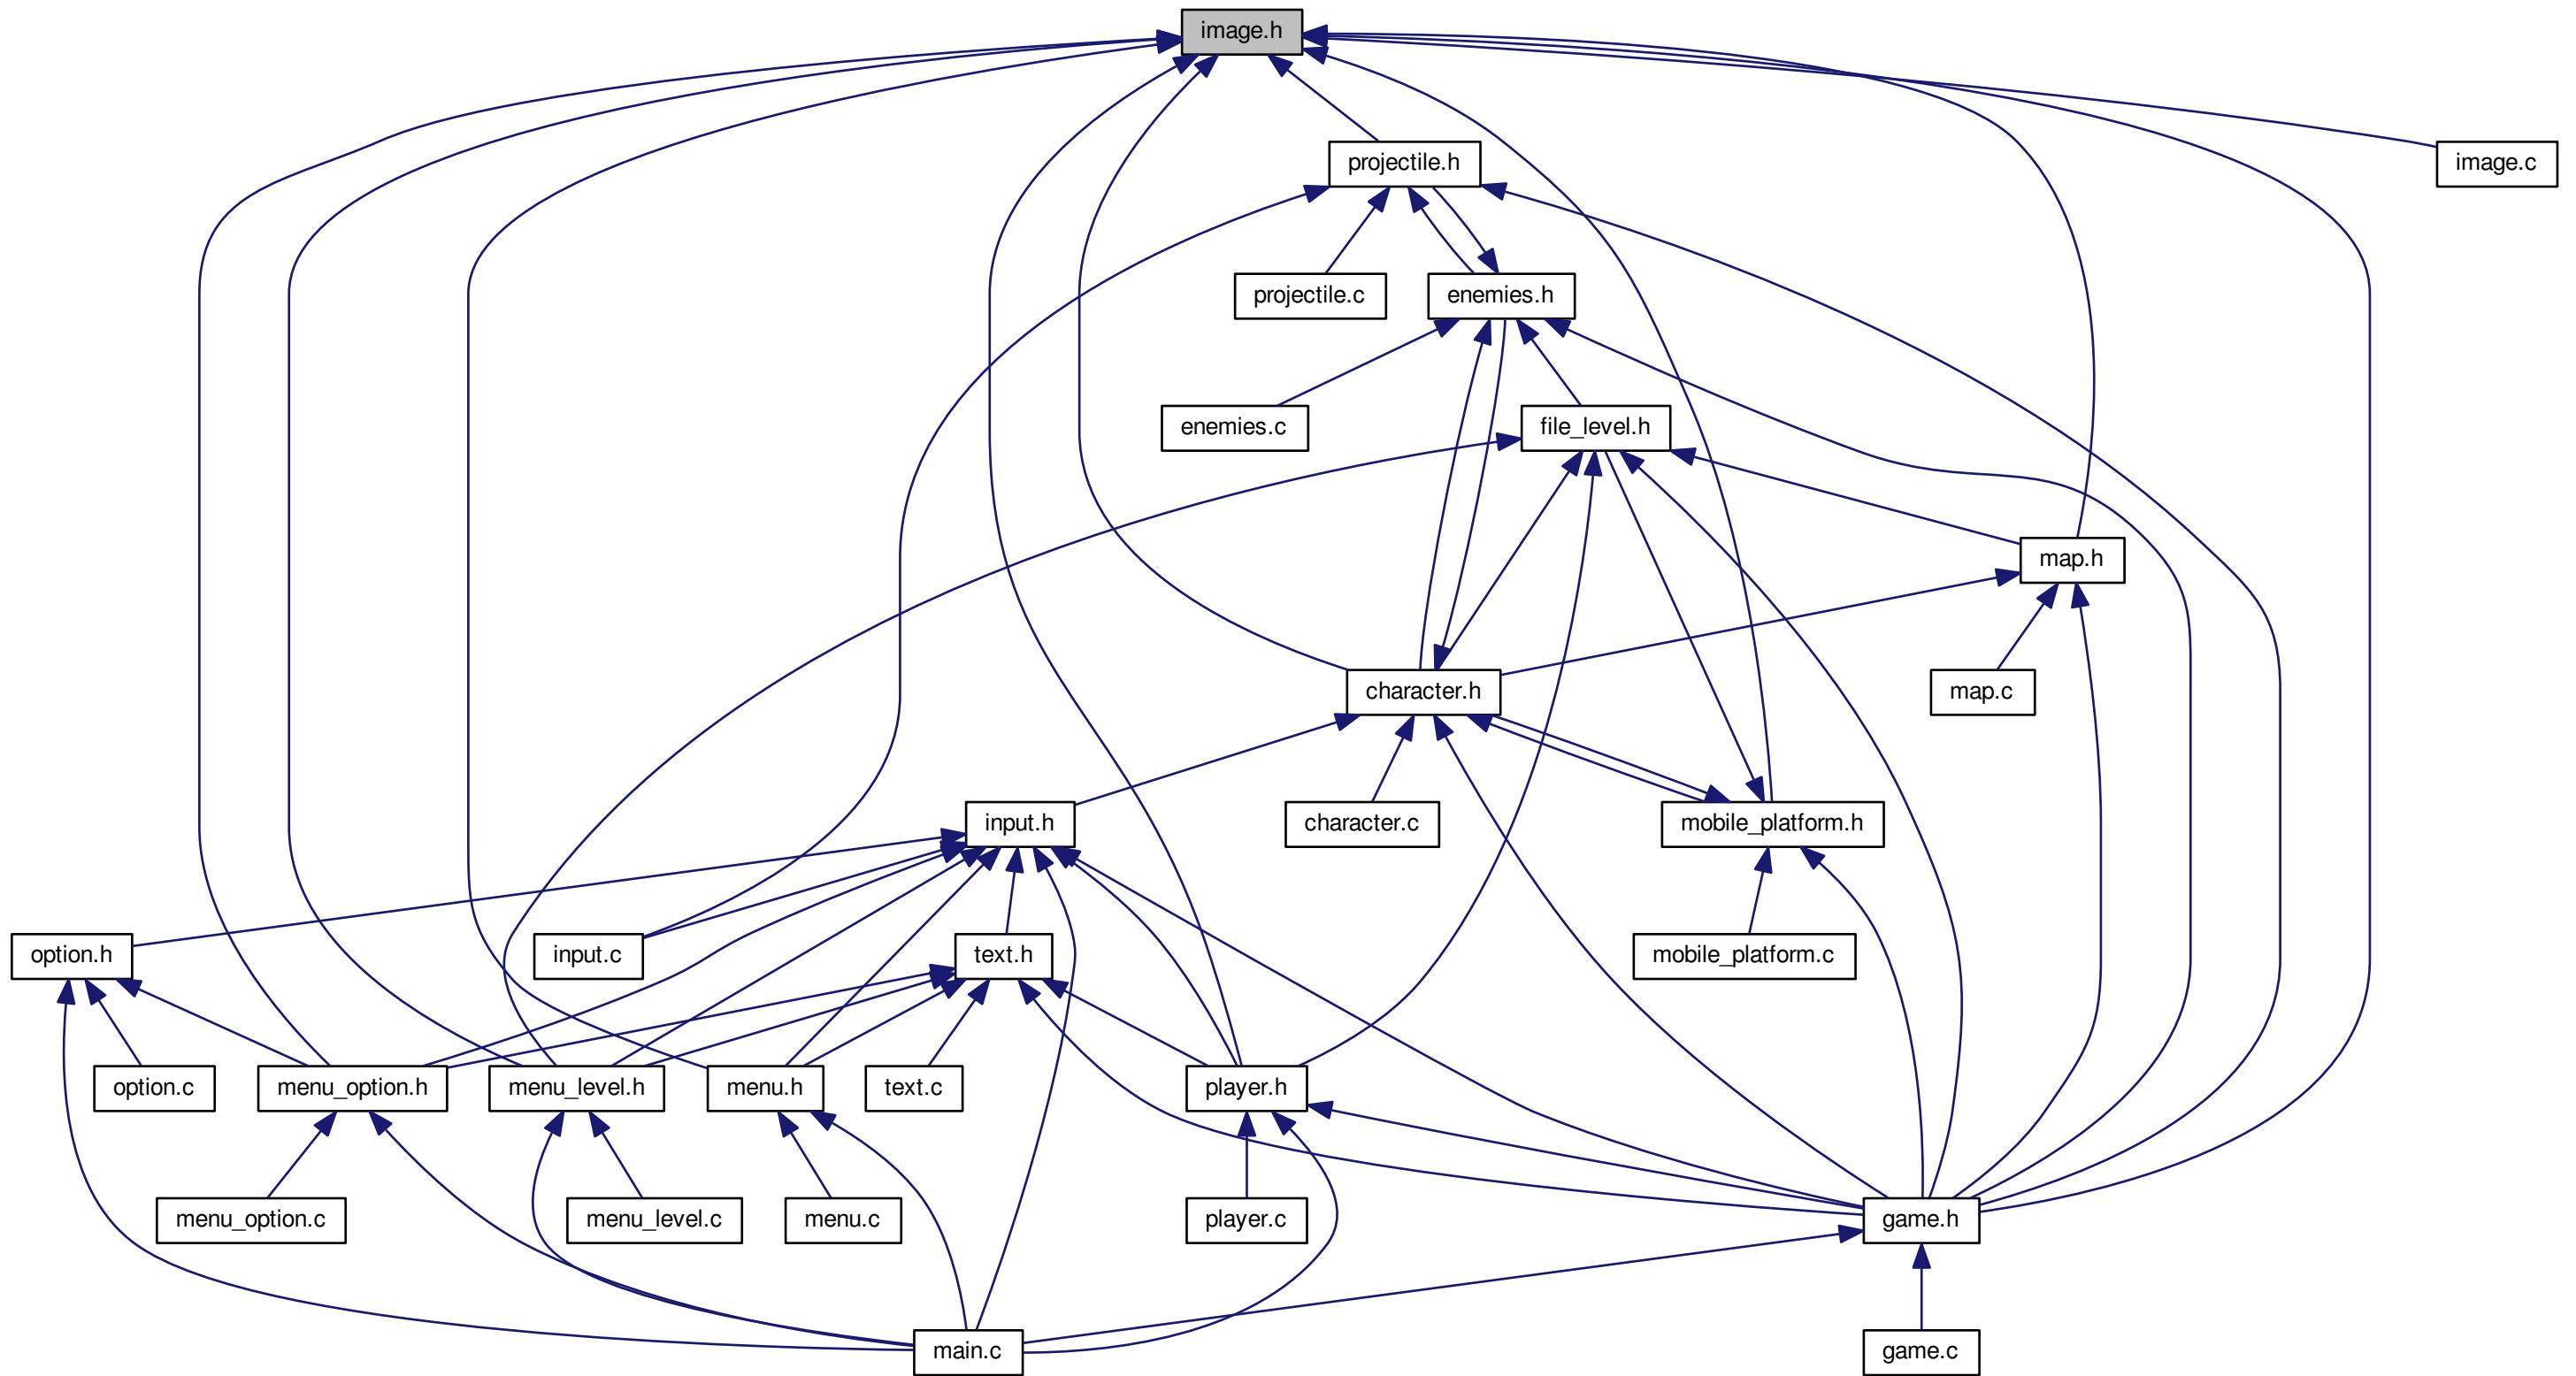 image.h
projectile.h
image.c
projectile.c
enemies.h
enemies.c
file_level.h
map.h
character.h
map.c
input.h
character.c
mobile_platform.h
option.h
input.c
text.h
mobile_platform.c
option.c
menu_option.h
menu_level.h
menu.h
text.c
player.h
menu_option.c
menu_level.c
menu.c
player.c
game.h
main.c
game.c